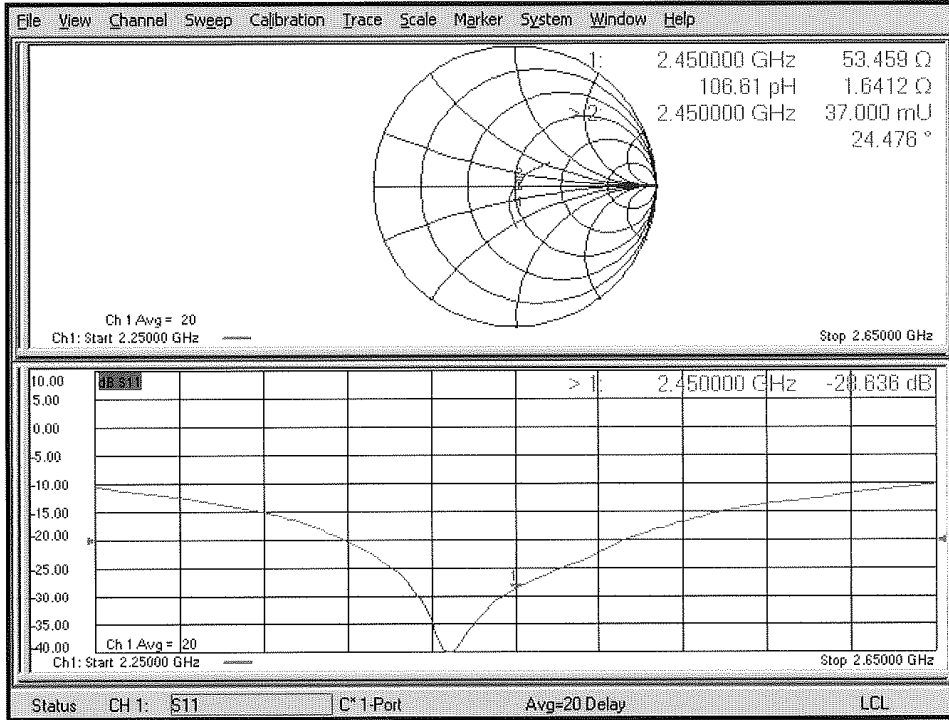 File View Channel Sweep Calibration Trace Scale Marker System Window Help
1: 2.450000 GHz 53.459 Ω
106.61 pH 1.6412 Ω
> 2: 2.450000 GHz 37.000 mU
24.476 °
Ch 1 Avg = 20
Ch1: Start 2.25000 GHz Stop 2.65000 GHz
10.00 dB S11 > 1: 2.450000 GHz -28.636 dB
5.00
0.00
-5.00
-10.00
-15.00
-20.00
-25.00
1
-30.00
-35.00
-40.00 Ch 1 Avg = 20
Ch1: Start 2.25000 GHz Stop 2.65000 GHz
Status CH 1: S11 C* 1-Port Avg=20 Delay LCL